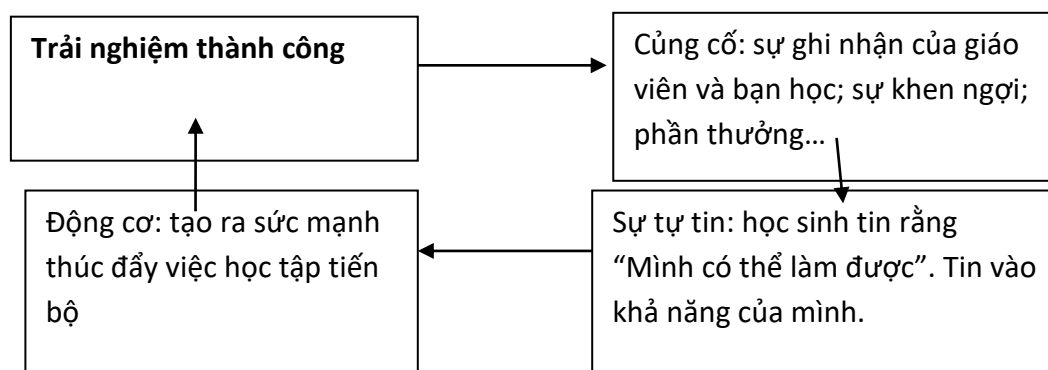 Trải nghiệm thành công
Củng cố: sự ghi nhận của giáo
viên và bạn học; sự khen ngợi;
phần thưởng...
Động cơ: tạo ra sức mạnh
thúc đẩy việc học tập tiến
bộ
Sự tự tin: học sinh tin rằng
“Mình có thể làm được”. Tin vào
khả năng của mình.